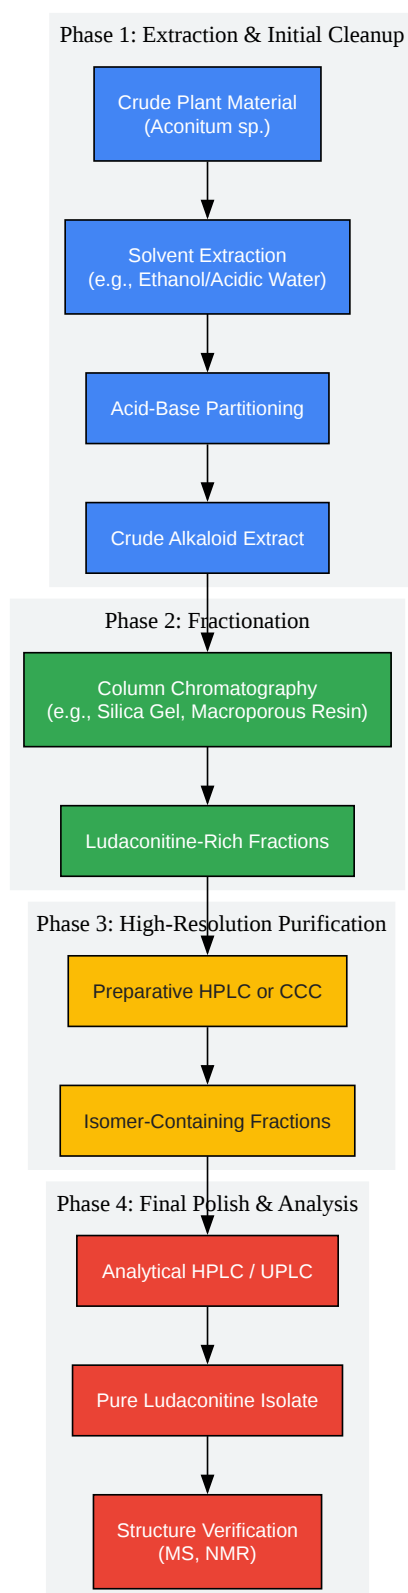 Phase 1: Extraction & Initial Cleanup
Crude Plant Material
(Aconitum sp.)
Solvent Extraction
(e.g., Ethanol/Acidic Water)
Acid-Base Partitioning
Crude Alkaloid Extract
Phase 2: Fractionation
Column Chromatography
(e.g., Silica Gel, Macroporous Resin)
Ludaconitine-Rich Fractions
Phase 3: High-Resolution Purification
Preparative HPLC or CCC
Isomer-Containing Fractions
Phase 4: Final Polish & Analysis
Analytical HPLC / UPLC
Pure Ludaconitine Isolate
Structure Verification
(MS, NMR)